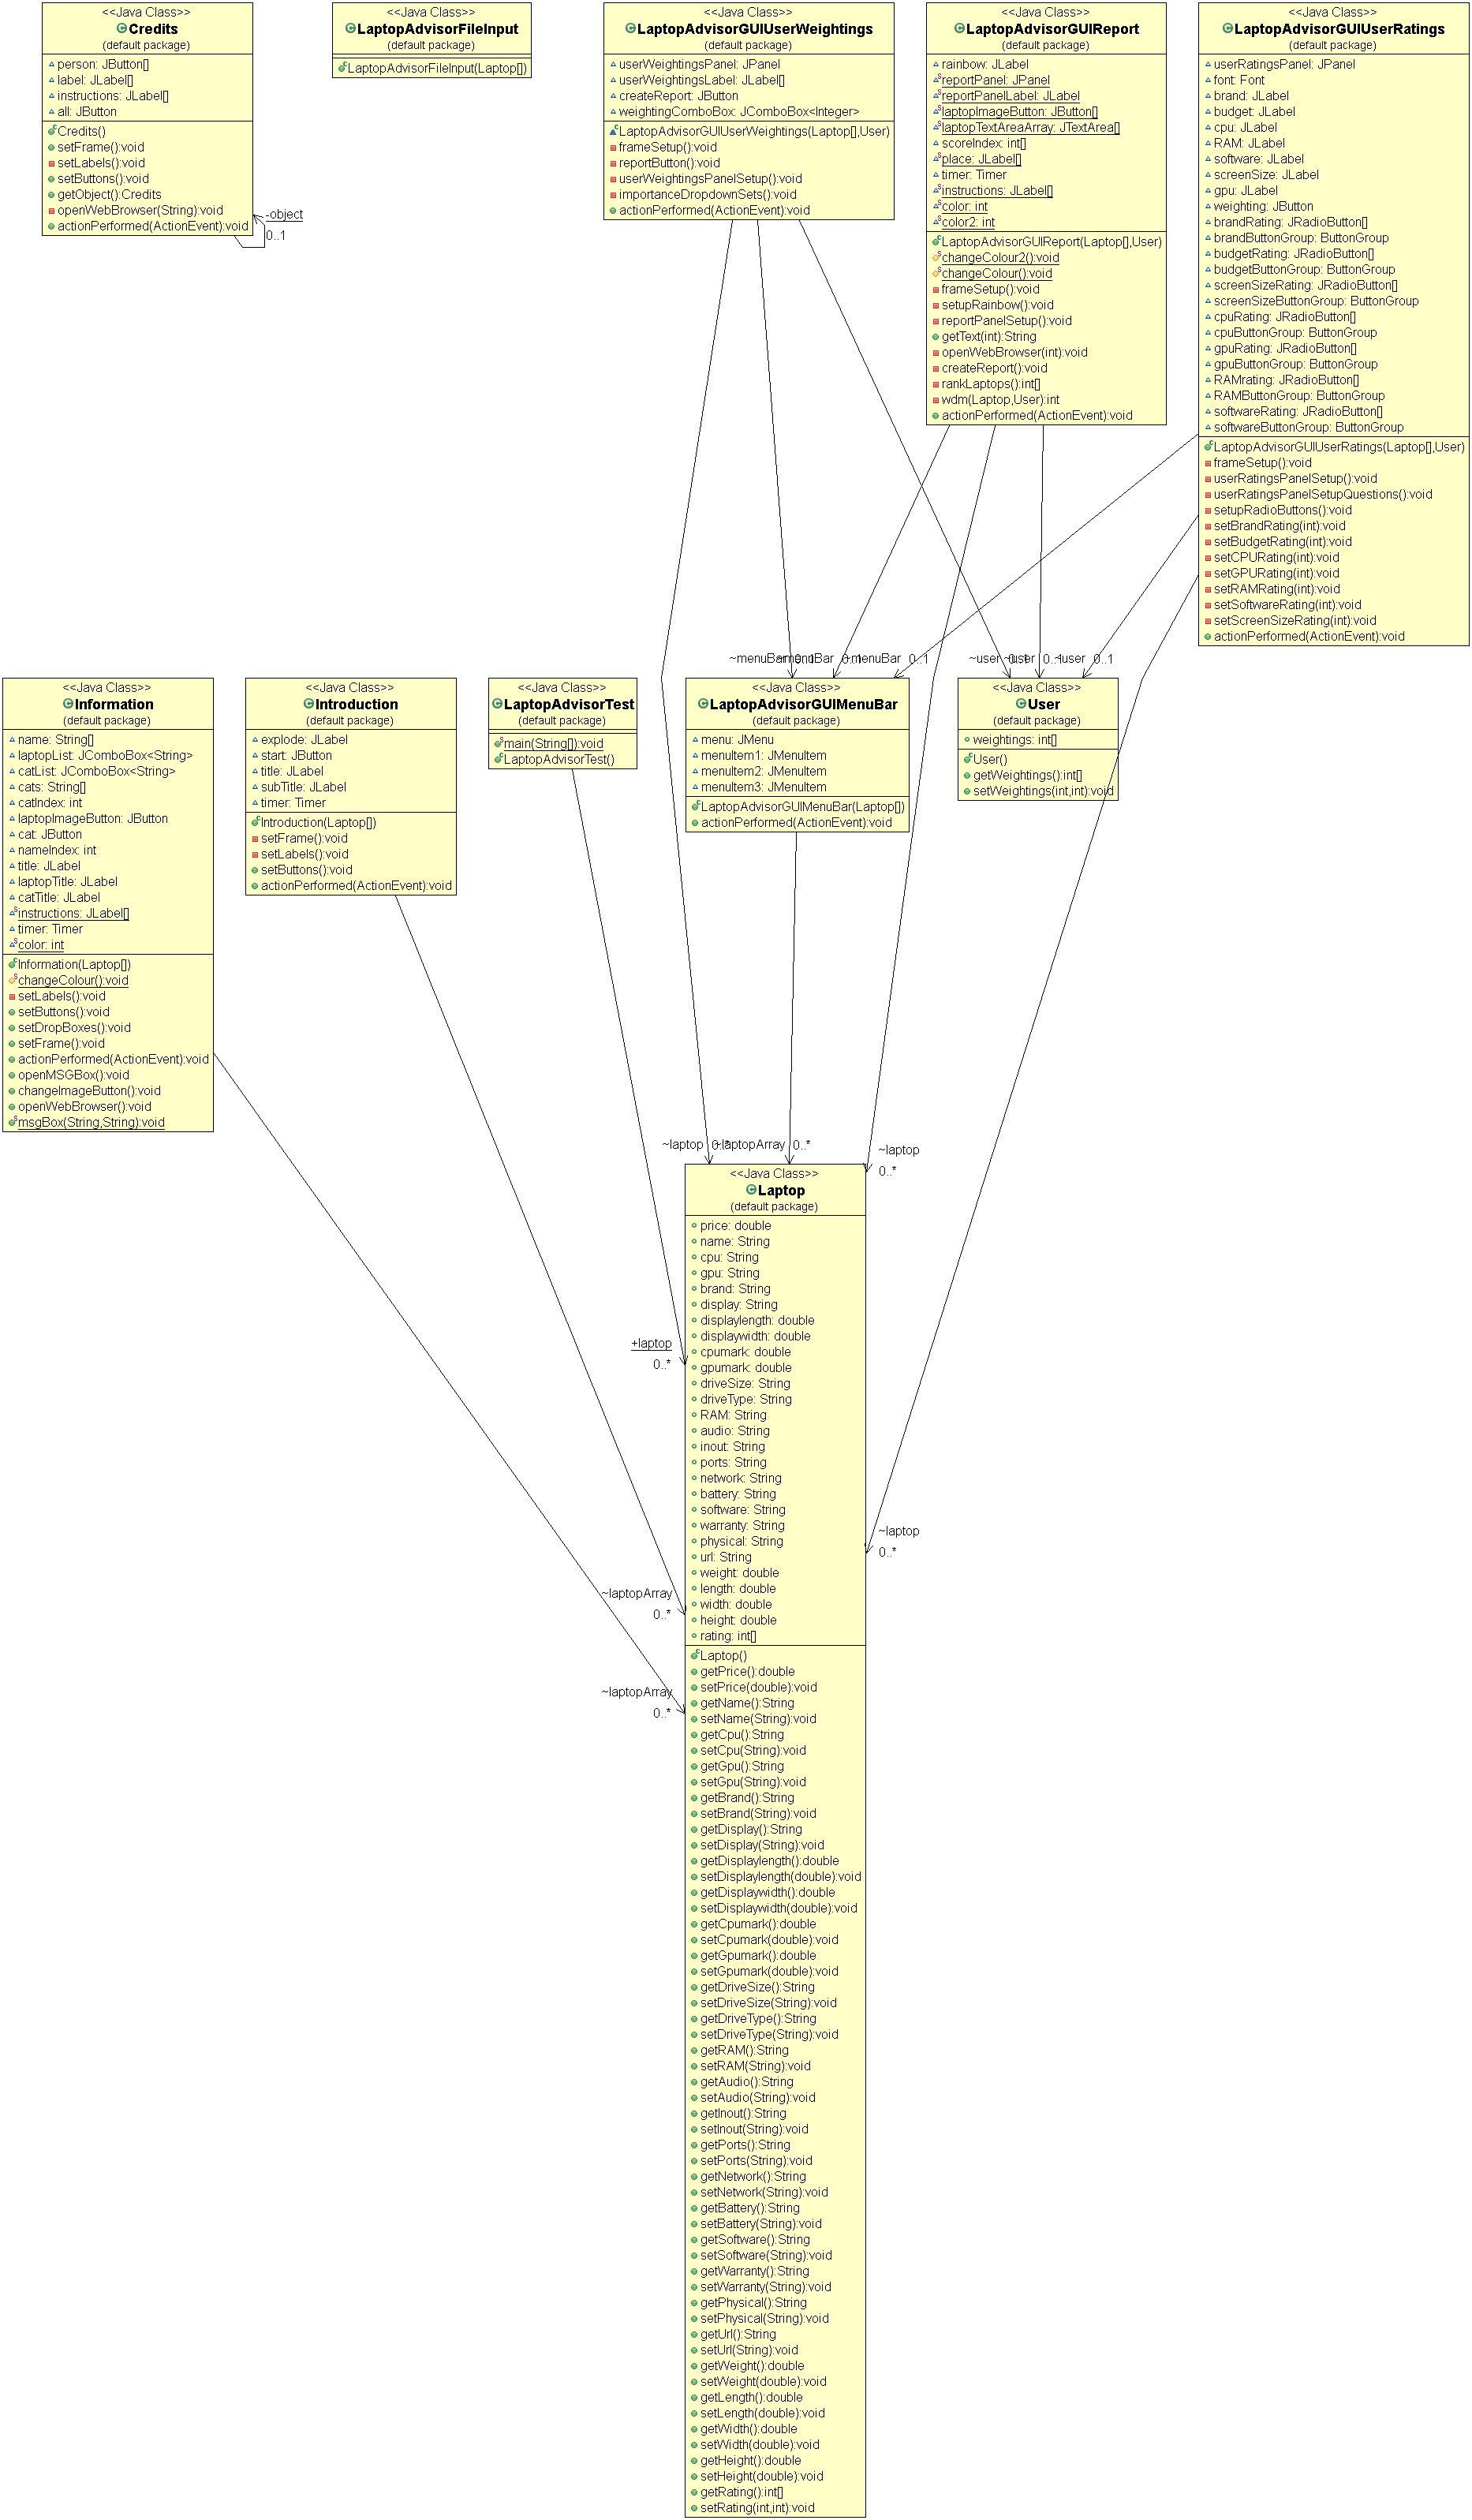 <<Java Class>>
Credits
(default package)
person: JButton[]
label: JLabel[]
instructions: JLabel[]
all: JButton
Credits()
setFrame():void
setLabels():void
setButtons():void
getObject():Credits
openWebBrowser(String):void
actionPerformed(ActionEvent):void
-object
0..1
<<Java Class>>
LaptopAdvisorFileInput
(default package)
LaptopAdvisorFileInput(Laptop[])
<<Java Class>>
LaptopAdvisorGUIUserWeightings
(default package)
userWeightingsPanel: JPanel
userWeightingsLabel: JLabel[]
createReport: JButton
weightingComboBox: JComboBox<Integer>
LaptopAdvisorGUIUserWeightings(Laptop[],User)
frameSetup():void
reportButton():void
userWeightingsPanelSetup():void
importanceDropdownSets():void
actionPerformed(ActionEvent):void
<<Java Class>>
LaptopAdvisorGUIReport
(default package)
rainbow: JLabel
reportPanel: JPanel
reportPanelLabel: JLabel
laptopImageButton: JButton[]
laptopTextAreaArray: JTextArea[]
scoreIndex: int[]
place: JLabel[]
timer: Timer
instructions: JLabel[]
color: int
color2: int
LaptopAdvisorGUIReport(Laptop[],User)
changeColour2():void
changeColour():void
frameSetup():void
setupRainbow():void
reportPanelSetup():void
getText(int):String
openWebBrowser(int):void
createReport():void
rankLaptops():int[]
wdm(Laptop,User):int
actionPerformed(ActionEvent):void
<<Java Class>>
LaptopAdvisorGUIUserRatings
(default package)
userRatingsPanel: JPanel
font: Font
brand: JLabel
budget: JLabel
cpu: JLabel
RAM: JLabel
software: JLabel
screenSize: JLabel
gpu: JLabel
weighting: JButton
brandRating: JRadioButton[]
brandButtonGroup: ButtonGroup
budgetRating: JRadioButton[]
budgetButtonGroup: ButtonGroup
screenSizeRating: JRadioButton[]
screenSizeButtonGroup: ButtonGroup
cpuRating: JRadioButton[]
cpuButtonGroup: ButtonGroup
gpuRating: JRadioButton[]
gpuButtonGroup: ButtonGroup
RAMrating: JRadioButton[]
RAMButtonGroup: ButtonGroup
softwareRating: JRadioButton[]
softwareButtonGroup: ButtonGroup
LaptopAdvisorGUIUserRatings(Laptop[],User)
frameSetup():void
userRatingsPanelSetup():void
userRatingsPanelSetupQuestions():void
setupRadioButtons():void
setBrandRating(int):void
setBudgetRating(int):void
setCPURating(int):void
setGPURating(int):void
setRAMRating(int):void
setSoftwareRating(int):void
setScreenSizeRating(int):void
actionPerformed(ActionEvent):void
~menuBar 0..1
~menuBar 0..1
~menuBar 0..1
~user 0..1
~user 0..1
~user 0..1
<<Java Class>>
Information
(default package)
name: String[]
laptopList: JComboBox<String>
catList: JComboBox<String>
cats: String[]
catIndex: int
laptopImageButton: JButton
cat: JButton
nameIndex: int
title: JLabel
laptopTitle: JLabel
catTitle: JLabel
instructions: JLabel[]
timer: Timer
color: int
Information(Laptop[])
changeColour():void
setLabels():void
setButtons():void
setDropBoxes():void
setFrame():void
actionPerformed(ActionEvent):void
openMSGBox():void
changeImageButton():void
openWebBrowser():void
msgBox(String,String):void
<<Java Class>>
Introduction
(default package)
explode: JLabel
start: JButton
title: JLabel
subTitle: JLabel
timer: Timer
Introduction(Laptop[])
setFrame():void
setLabels():void
setButtons():void
actionPerformed(ActionEvent):void
<<Java Class>>
LaptopAdvisorTest
(default package)
main(String[]):void
LaptopAdvisorTest()
<<Java Class>>
LaptopAdvisorGUIMenuBar
(default package)
menu: JMenu
menuItem1: JMenuItem
menuItem2: JMenuItem
menuItem3: JMenuItem
LaptopAdvisorGUIMenuBar(Laptop[])
actionPerformed(ActionEvent):void
<<Java Class>>
User
(default package)
weightings: int[]
User()
getWeightings():int[]
setWeightings(int,int):void
~laptop 0..*
~laptopArray 0..*
~laptop
0..*
+laptop
0..*
~laptop
0..*
~laptopArray
0..*
~laptopArray
0..*
<<Java Class>>
Laptop
(default package)
price: double
name: String
cpu: String
gpu: String
brand: String
display: String
displaylength: double
displaywidth: double
cpumark: double
gpumark: double
driveSize: String
driveType: String
RAM: String
audio: String
inout: String
ports: String
network: String
battery: String
software: String
warranty: String
physical: String
url: String
weight: double
length: double
width: double
height: double
rating: int[]
Laptop()
getPrice():double
setPrice(double):void
getName():String
setName(String):void
getCpu():String
setCpu(String):void
getGpu():String
setGpu(String):void
getBrand():String
setBrand(String):void
getDisplay():String
setDisplay(String):void
getDisplaylength():double
setDisplaylength(double):void
getDisplaywidth():double
setDisplaywidth(double):void
getCpumark():double
setCpumark(double):void
getGpumark():double
setGpumark(double):void
getDriveSize():String
setDriveSize(String):void
getDriveType():String
setDriveType(String):void
getRAM():String
setRAM(String):void
getAudio():String
setAudio(String):void
getInout():String
setInout(String):void
getPorts():String
setPorts(String):void
getNetwork():String
setNetwork(String):void
getBattery():String
setBattery(String):void
getSoftware():String
setSoftware(String):void
getWarranty():String
setWarranty(String):void
getPhysical():String
setPhysical(String):void
getUrl():String
setUrl(String):void
getWeight():double
setWeight(double):void
getLength():double
setLength(double):void
getWidth():double
setWidth(double):void
getHeight():double
setHeight(double):void
getRating():int[]
setRating(int,int):void